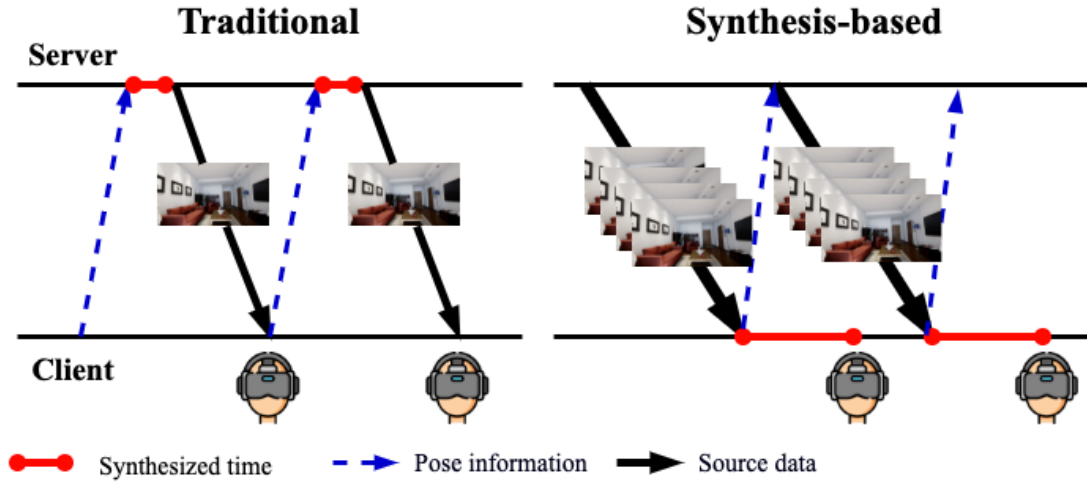 Traditional
Synthesis-based
Server
Client
Synthesized time
Pose information
Source data